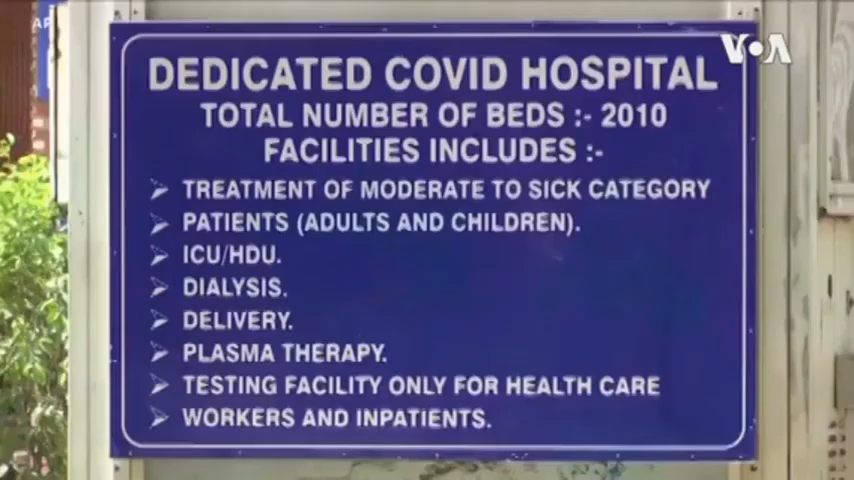 VOA
DEDICATED COVID HOSPITAL
TOTAL NUMBER OF BEDS :- 2010
FACILITIES INCLUDES :-
TREATMENT OF MODERATE TO SICK CATEGORY
PATIENTS (ADULTS AND CHILDREN).
ICU/HDU.
DIALYSIS.
DELIVERY.
PLASMA THERAPY.
TESTING FACILITY ONLY FOR HEALTH CARE
WORKERS AND INPATIENTS.